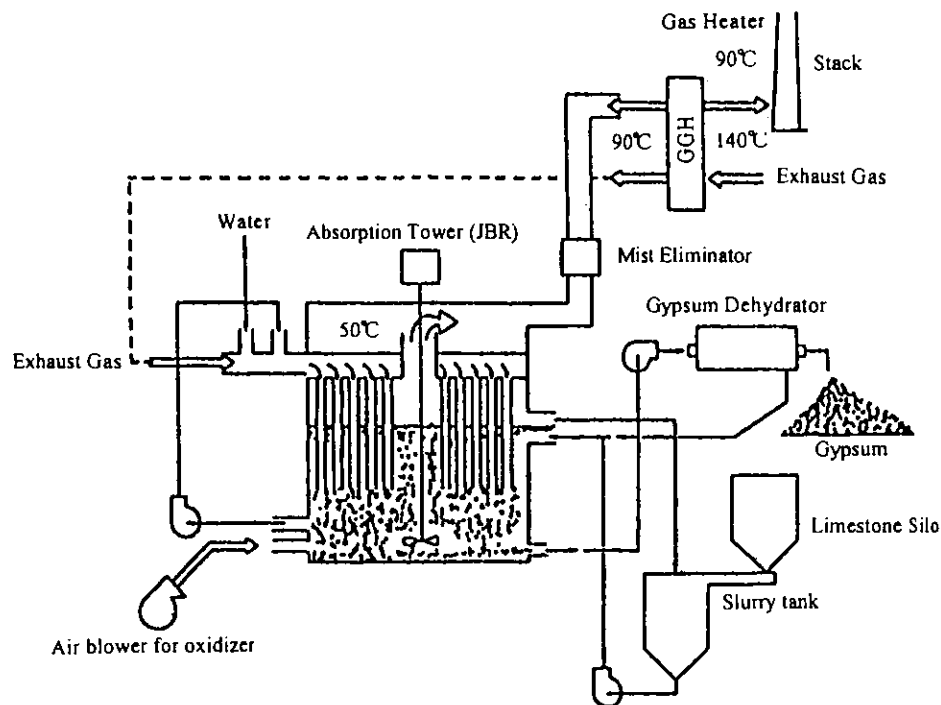 Gas Heater
90℃
Stack
90℃
GGH
140℃
Exhaust Gas
Water
Absorption Tower (JBR)
Mist Eliminator
Gypsum Dehydrator
50℃
Exhaust Gas
Gypsum
Limestone Silo
Slurry tank
Air blower for oxidizer